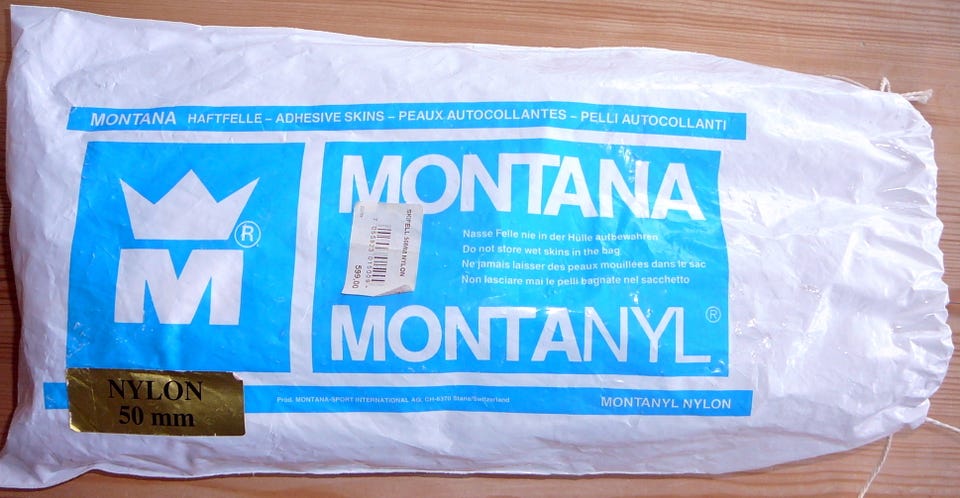 MONTANA HAFTFELLE – ADHESIVE SKINS – PEAUX AUTOCOLLANTES – PELLI AUTOCOLLANTI
M ®
MONTANA
Nasse Felle nie in der Hülle aufbewahren
Do not store wet skins in the bag
Ne jamais laisser des peaux mouillées dans le sac
Non lasciare mai le pelli bagnate nel sacchetto
MONTANYL ®
SKIFELL NYLON
599,00
NYLON
50 mm
Prod. MONTANA-SPORT INTERNATIONAL AG, CH-6370 Stans/Switzerland
MONTANYL NYLON